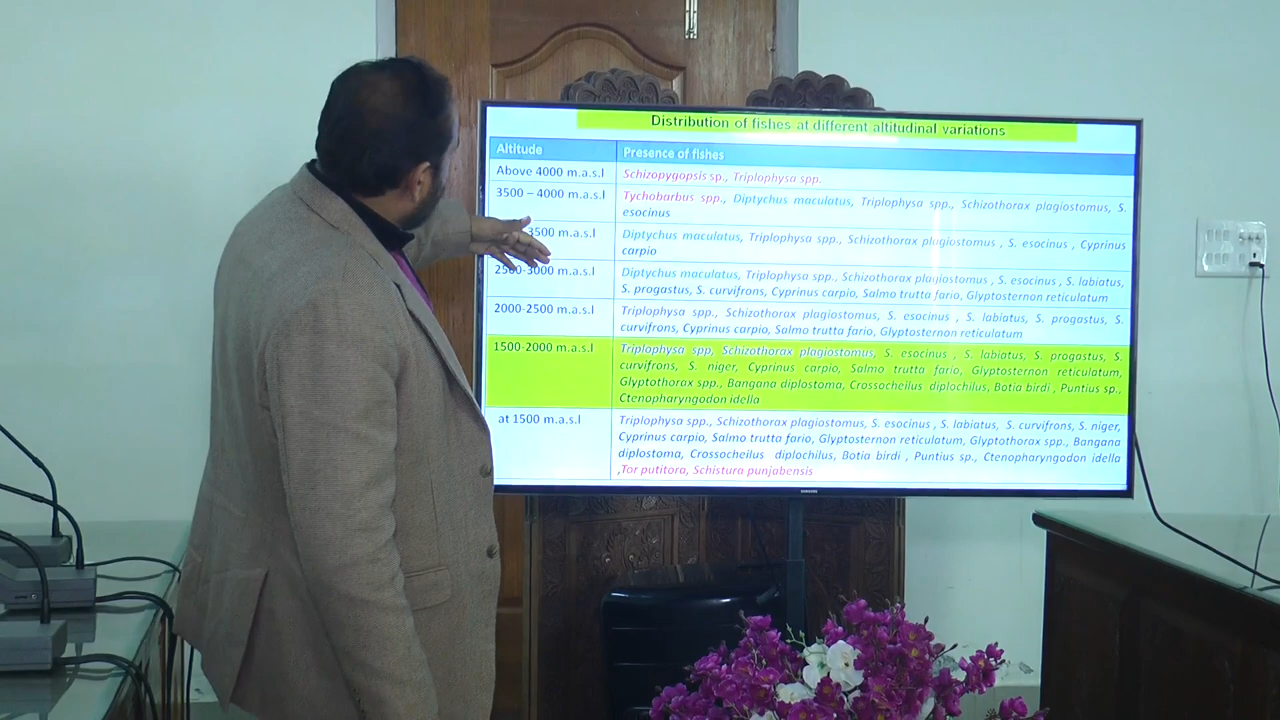 Distribution of fishes at different altitudinal variations
Altitude
Presence of fishes
Above 4000 m.a.s.l
Schizopygopsis sp., Triplophysa spp.
3500 – 4000 m.a.s.l
Tychobarbus spp., Diptychus maculatus, Triplophysa spp., Schizothorax plagiostomus, S.
esocinus
3500 m.a.s.l
Diptychus maculatus, Triplophysa spp., Schizothorax plagiostomus , S. esocinus , Cyprinus
carpio
2500-3000 m.a.s.l
Diptychus maculatus, Triplophysa spp., Schizothorax plagiostomus , S. esocinus , S. labiatus,
S. progastus, S. curvifrons, Cyprinus carpio, Salmo trutta fario, Glyptosternon reticulatum
2000-2500 m.a.s.l
Triplophysa spp., Schizothorax plagiostomus, S. esocinus , S. labiatus, S. progastus, S.
curvifrons, Cyprinus carpio, Salmo trutta fario, Glyptosternon reticulatum
1500-2000 m.a.s.l
Triplophysa spp, Schizothorax plagiostomus, S. esocinus , S. labiatus, S. progastus, S.
curvifrons, S. niger, Cyprinus carpio, Salmo trutta fario, Glyptosternon reticulatum,
Glyptothorax spp., Bangana diplostoma, Crossocheilus diplochilus, Botia birdi , Puntius sp.,
Ctenopharyngodon idella
at 1500 m.a.s.l
Triplophysa spp., Schizothorax plagiostomus, S. esocinus , S. labiatus, S. curvifrons, S. niger,
Cyprinus carpio, Salmo trutta fario, Glyptosternon reticulatum, Glyptothorax spp., Bangana
diplostoma, Crossocheilus diplochilus, Botia birdi , Puntius sp., Ctenopharyngodon idella
,Tor putitora, Schistura punjabensis
SAMSUNG